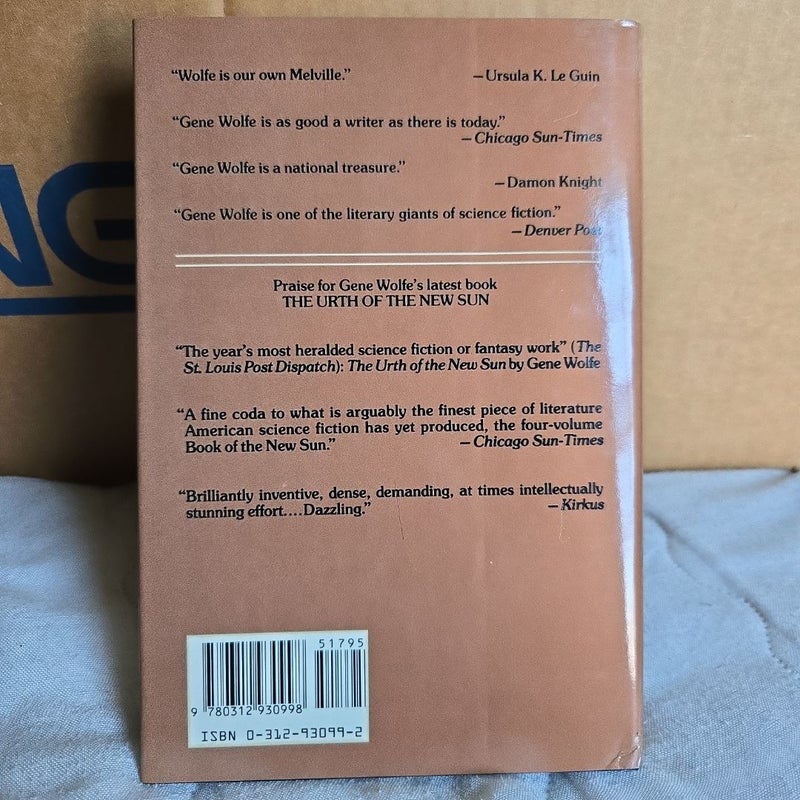 "Wolfe is our own Melville." —Ursula K. Le Guin
"Gene Wolfe is as good a writer as there is today."
—Chicago Sun-Times
"Gene Wolfe is a national treasure."
—Damon Knight
"Gene Wolfe is one of the literary giants of science fiction."
—Denver Post
Praise for Gene Wolfe's latest book
THE URTH OF THE NEW SUN
"The year's most heralded science fiction or fantasy work" (The
St. Louis Post Dispatch): The Urth of the New Sun by Gene Wolfe
"A fine coda to what is arguably the finest piece of literature
American science fiction has yet produced, the four-volume
Book of the New Sun." —Chicago Sun-Times
"Brilliantly inventive, dense, demanding, at times intellectually
stunning effort....Dazzling." —Kirkus
51795
9 780312 930998
ISBN 0-312-93099-2
NG